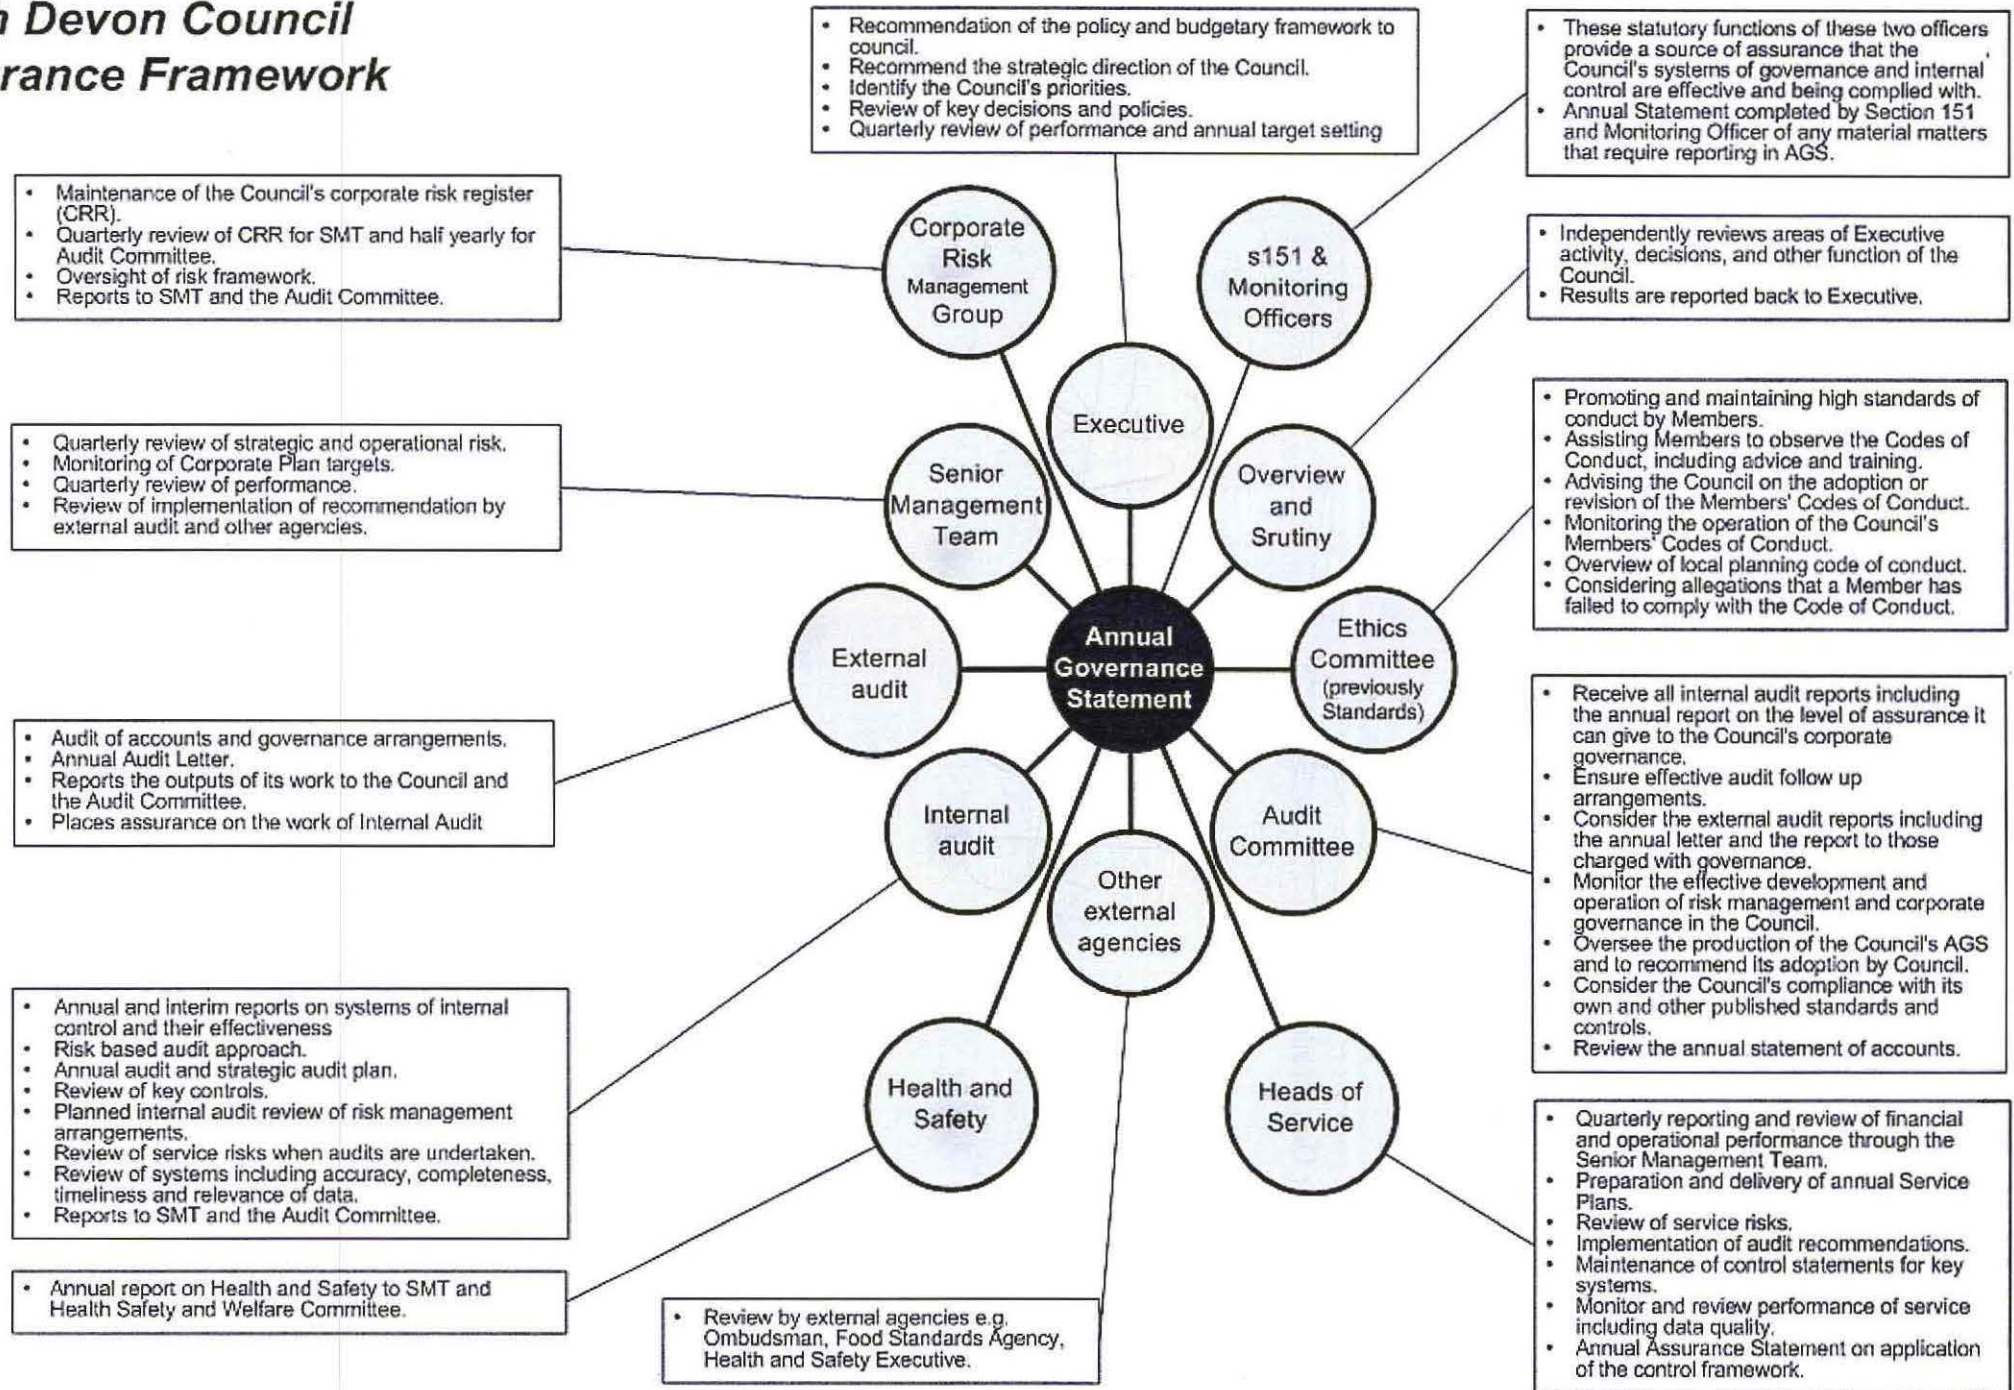 Devon Council
rance Framework
• Recommendation of the policy and budgetary framework to
council.
• Recommend the strategic direction of the Council.
• Identify the Council's priorities.
• Review of key decisions and policies.
• Quarterly review of performance and annual target setting
• These statutory functions of these two officers
provide a source of assurance that the
Council's systems of governance and internal
control are effective and being complied with.
• Annual Statement completed by Section 151
and Monitoring Officer of any material matters
that require reporting in AGS.
• Maintenance of the Council's corporate risk register
(CRR).
• Quarterly review of CRR for SMT and half yearly for
Audit Committee.
• Oversight of risk framework.
• Reports to SMT and the Audit Committee.
Corporate
Risk
Management
Group
s151 &
Monitoring
Officers
• Independently reviews areas of Executive
activity, decisions, and other function of the
Council.
• Results are reported back to Executive.
Executive
• Quarterly review of strategic and operational risk.
• Monitoring of Corporate Plan targets.
• Quarterly review of performance.
• Review of implementation of recommendation by
external audit and other agencies.
Senior
Management
Team
Overview
and
Srutiny
• Promoting and maintaining high standards of
conduct by Members.
• Assisting Members to observe the Codes of
Conduct, including advice and training.
• Advising the Council on the adoption or
revision of the Members' Codes of Conduct.
• Monitoring the operation of the Council's
Members' Codes of Conduct.
• Overview of local planning code of conduct.
• Considering allegations that a Member has
failed to comply with the Code of Conduct.
External
audit
Annual
Governance
Statement
Ethics
Committee
(previously
Standards)
• Audit of accounts and governance arrangements.
• Annual Audit Letter.
• Reports the outputs of its work to the Council and
the Audit Committee.
• Places assurance on the work of Internal Audit
Internal
audit
Other
external
agencies
Audit
Committee
• Receive all internal audit reports including
the annual report on the level of assurance it
can give to the Council's corporate
governance.
• Ensure effective audit follow up
arrangements.
• Consider the external audit reports including
the annual letter and the report to those
charged with governance.
• Monitor the effective development and
operation of risk management and corporate
governance in the Council.
• Oversee the production of the Council's AGS
and to recommend its adoption by Council.
• Consider the Council's compliance with its
own and other published standards and
controls.
• Review the annual statement of accounts.
• Annual and interim reports on systems of internal
control and their effectiveness
• Risk based audit approach.
• Annual audit and strategic audit plan.
• Review of key controls.
• Planned internal audit review of risk management
arrangements.
• Review of service risks when audits are undertaken.
• Review of systems including accuracy, completeness,
timeliness and relevance of data.
• Reports to SMT and the Audit Committee.
Health and
Safety
Heads of
Service
• Quarterly reporting and review of financial
and operational performance through the
Senior Management Team.
• Preparation and delivery of annual Service
Plans.
• Review of service risks.
• Implementation of audit recommendations.
• Maintenance of control statements for key
systems.
• Monitor and review performance of service
including data quality.
• Annual Assurance Statement on application
of the control framework.
• Annual report on Health and Safety to SMT and
Health Safety and Welfare Committee.
• Review by external agencies e.g.
Ombudsman, Food Standards Agency,
Health and Safety Executive.